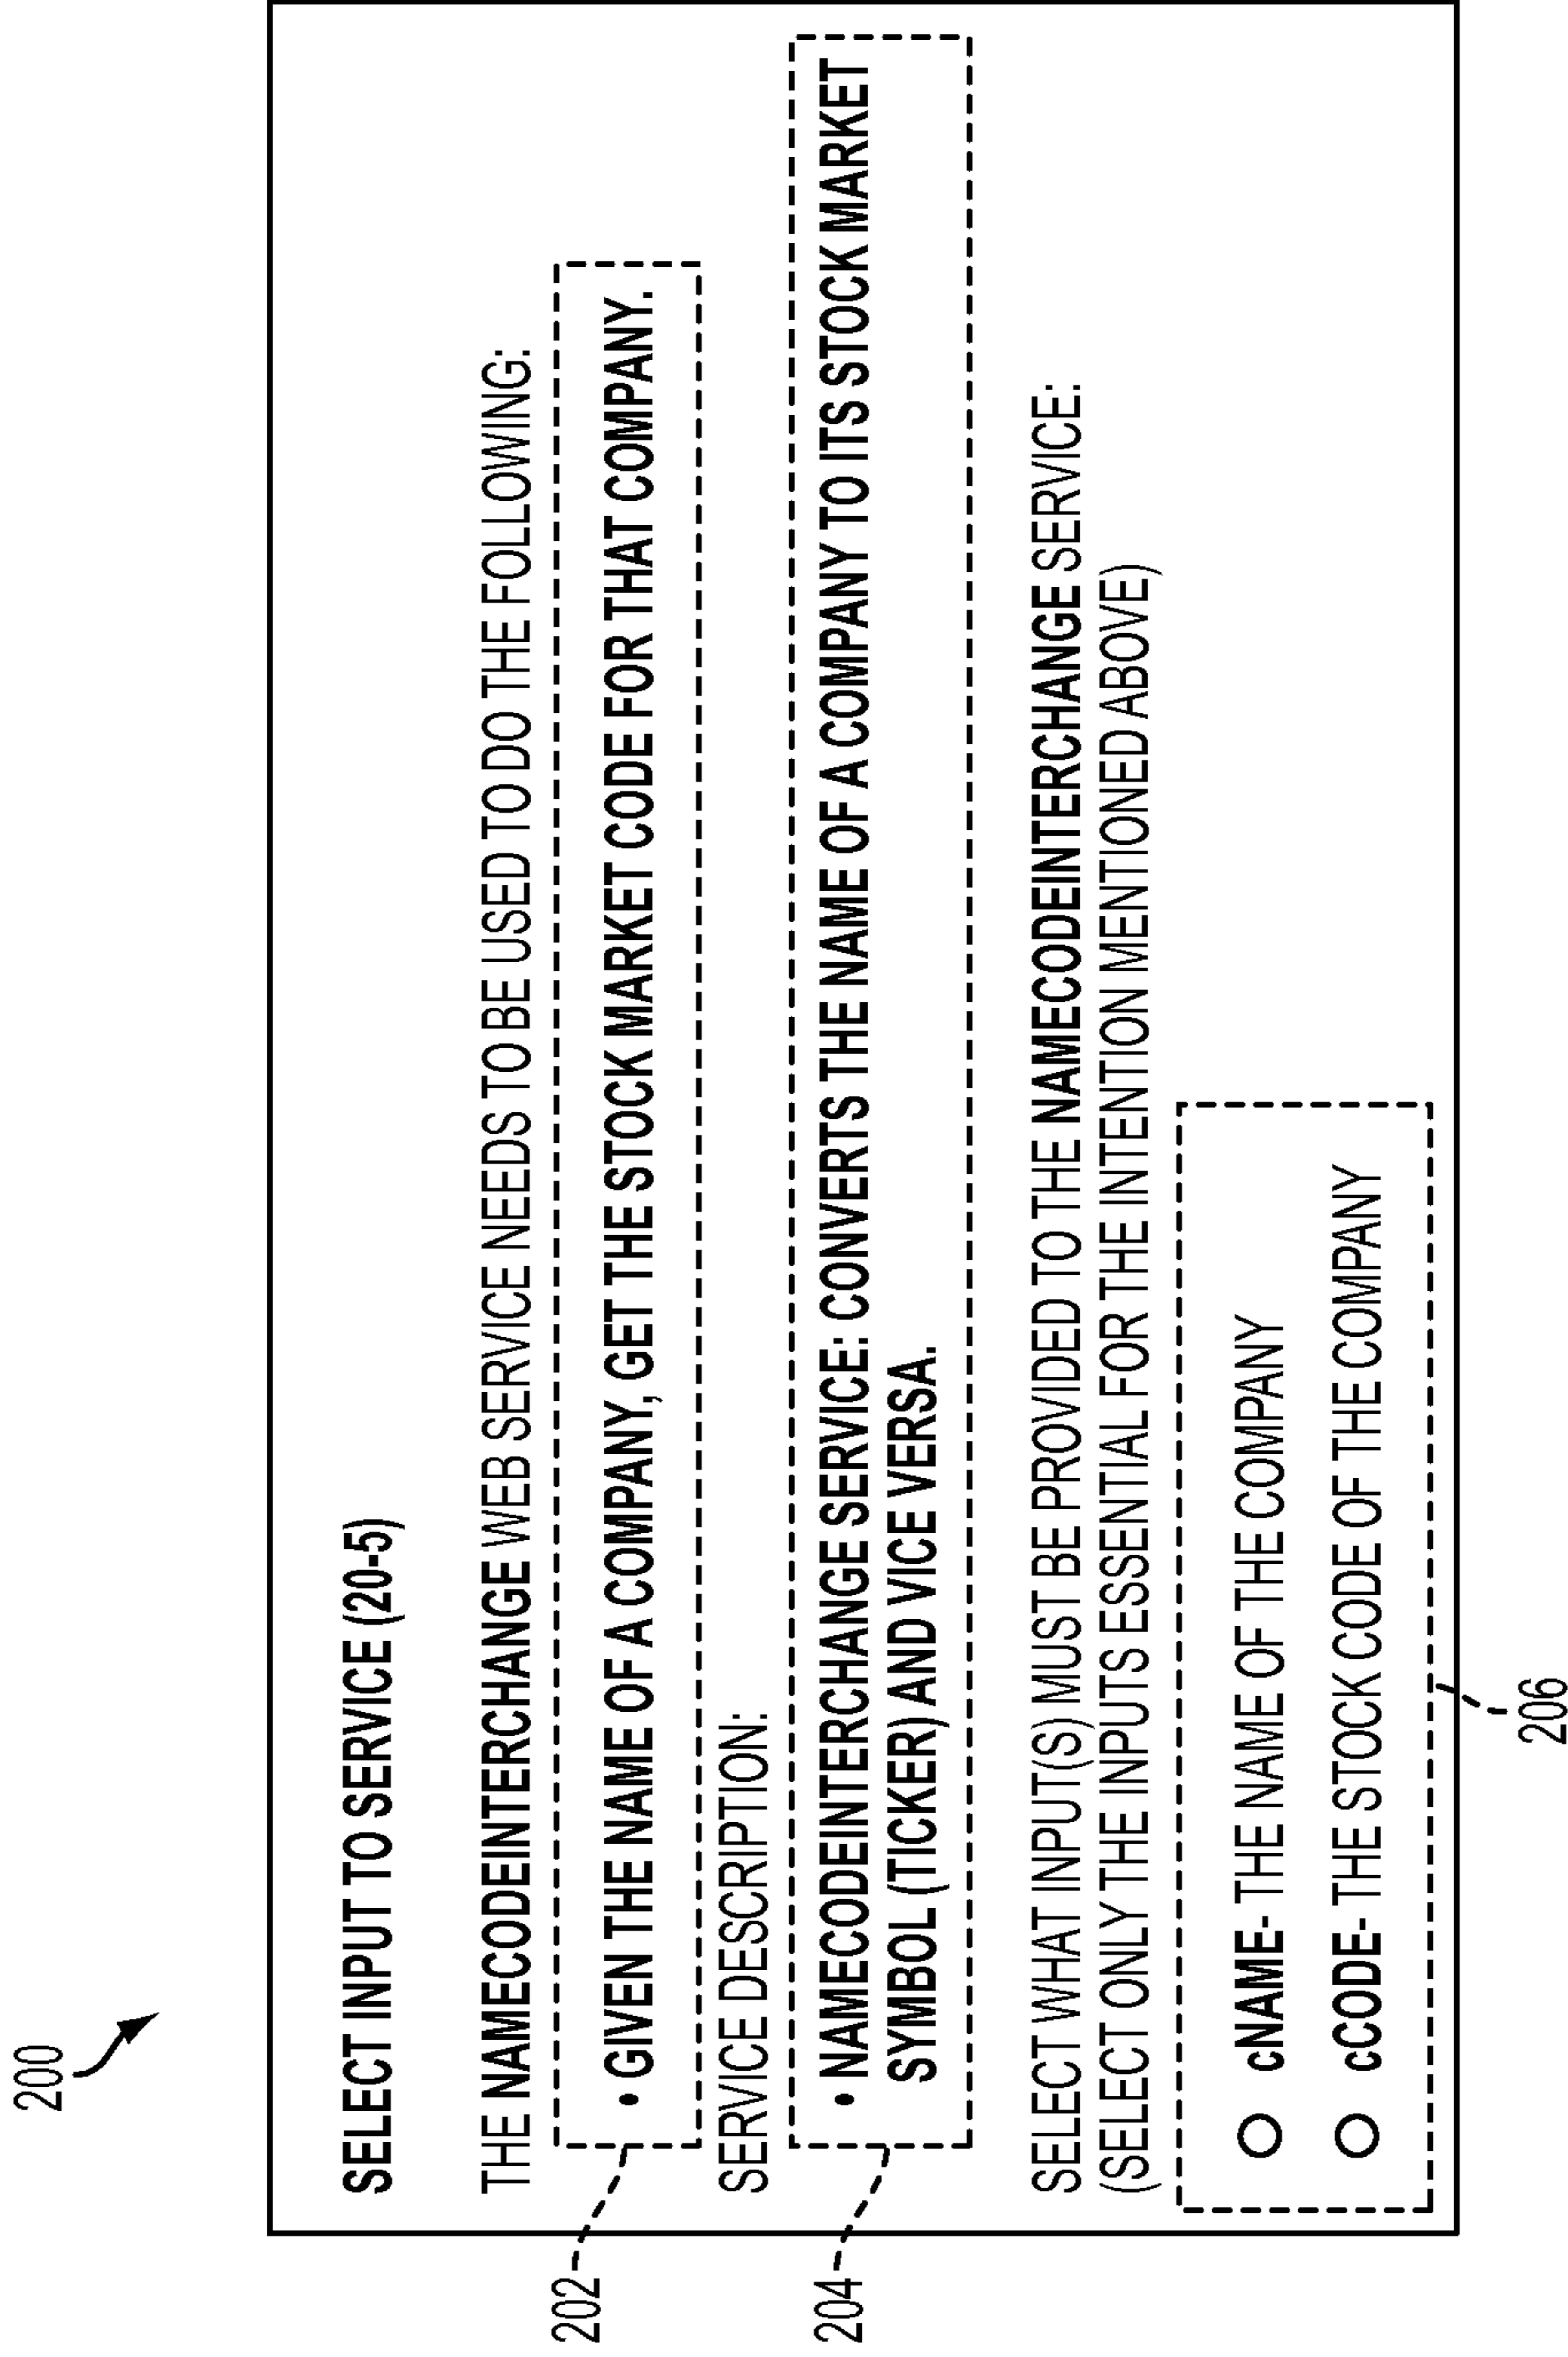 200
SELECT INPUT TO SERVICE (20-5)
THE NAMECODEINTERCHANGE WEB SERVICE NEEDS TO BE USED TO DO THE FOLLOWING:
202
• GIVEN THE NAME OF A COMPANY, GET THE STOCK MARKET CODE FOR THAT COMPANY.
SERVICE DESCRIPTION:
204
• NAMECODEINTERCHANGE SERVICE: CONVERTS THE NAME OF A COMPANY TO ITS STOCK MARKET
SYMBOL (TICKER) AND VICE VERSA.
SELECT WHAT INPUT(S) MUST BE PROVIDED TO THE NAMECODEINTERCHANGE SERVICE:
(SELECT ONLY THE INPUTS ESSENTIAL FOR THE INTENTION MENTIONED ABOVE)
cNAME- THE NAME OF THE COMPANY
cCODE- THE STOCK CODE OF THE COMPANY
206